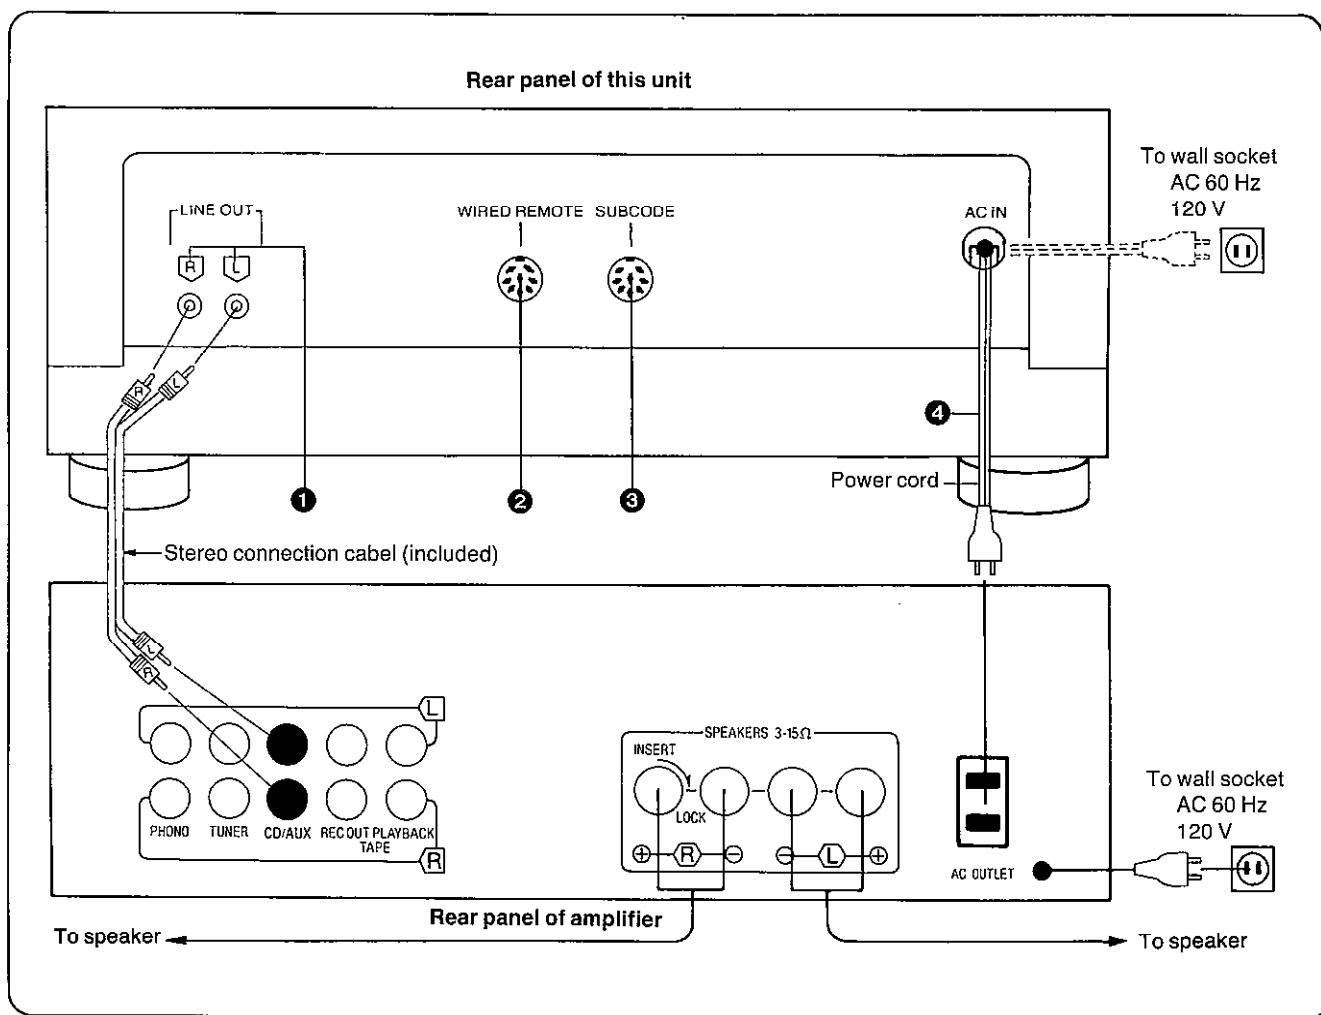 Rear panel of this unit
To wall socket
AC 60 Hz
120 V
LINE OUT
WIRED REMOTE
SUBCODE
AC IN
R
L
R
L
4
Power cord
1
2
3
Stereo connection cabel (included)
L
R
L
SPEAKERS 3-15Ω
INSERT
LOCK
PHONO
TUNER
CD/AUX
REC OUT PLAYBACK
TAPE
R
⊕ R ⊖
⊖ L ⊕
To wall socket
AC 60 Hz
120 V
AC OUTLET
Rear panel of amplifier
To speaker
To speaker